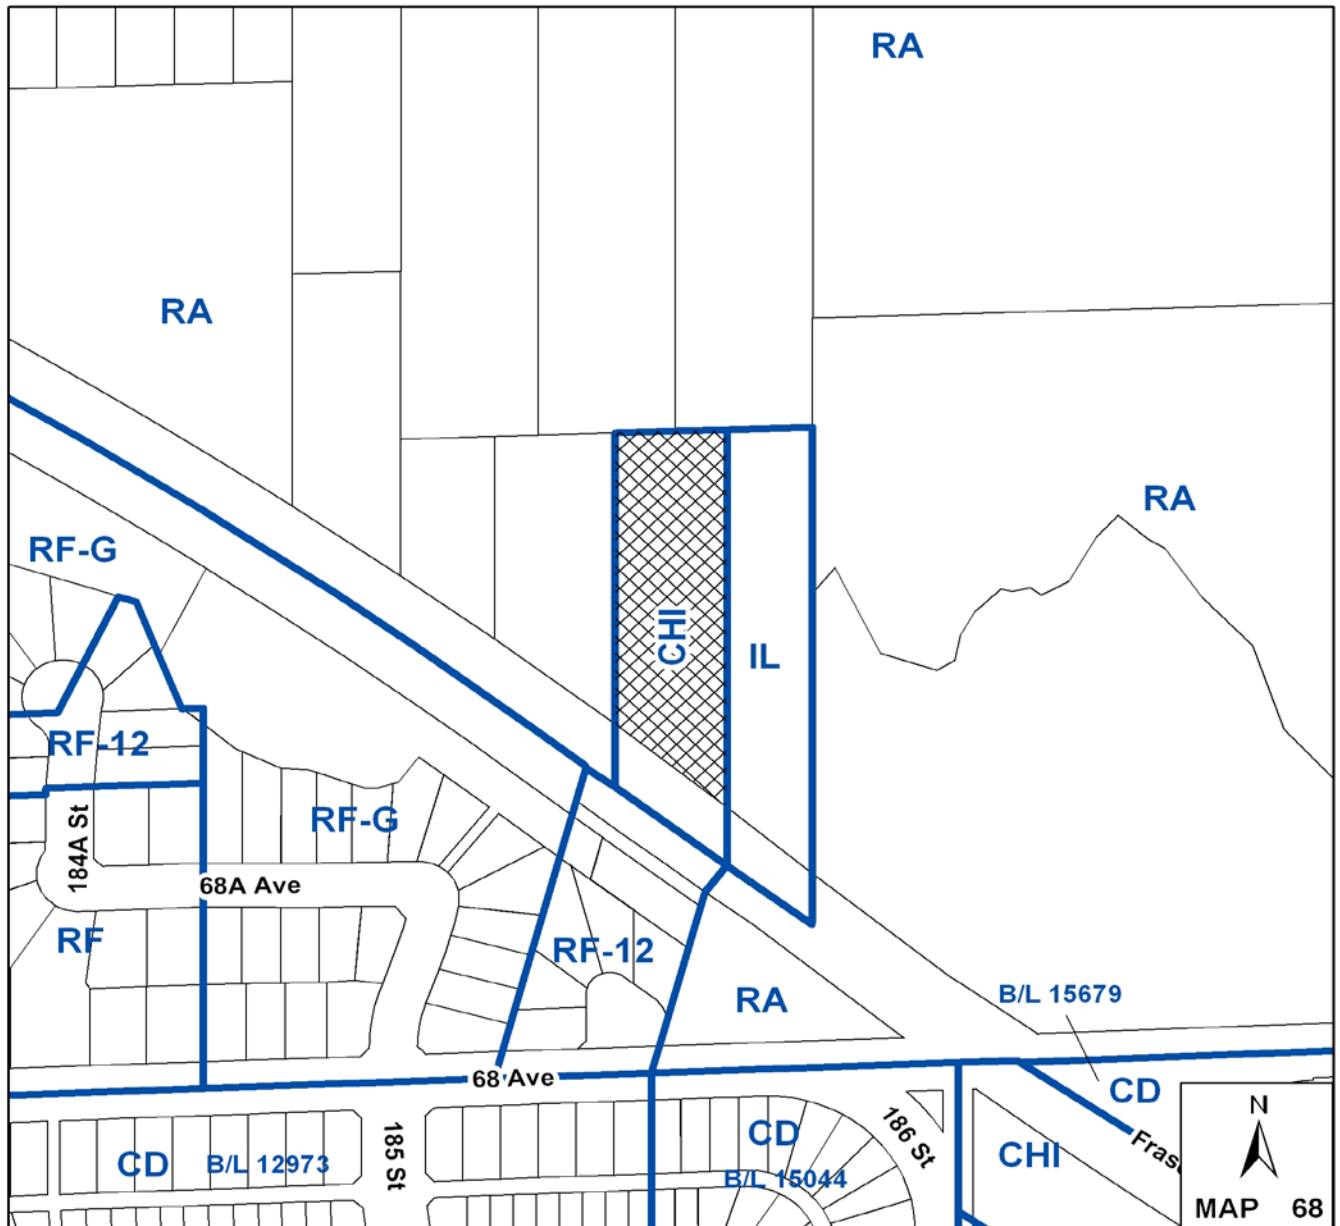 RA
RA
RA
RF-G
CHI
IL
RF-12
184A St
RF-G
68A Ave
RF
RF-12
RA
B/L 15679
68 Ave
CD
N
185 St
CD
186 St
CHI
CD
B/L 12973
B/L 15044
MAP 68